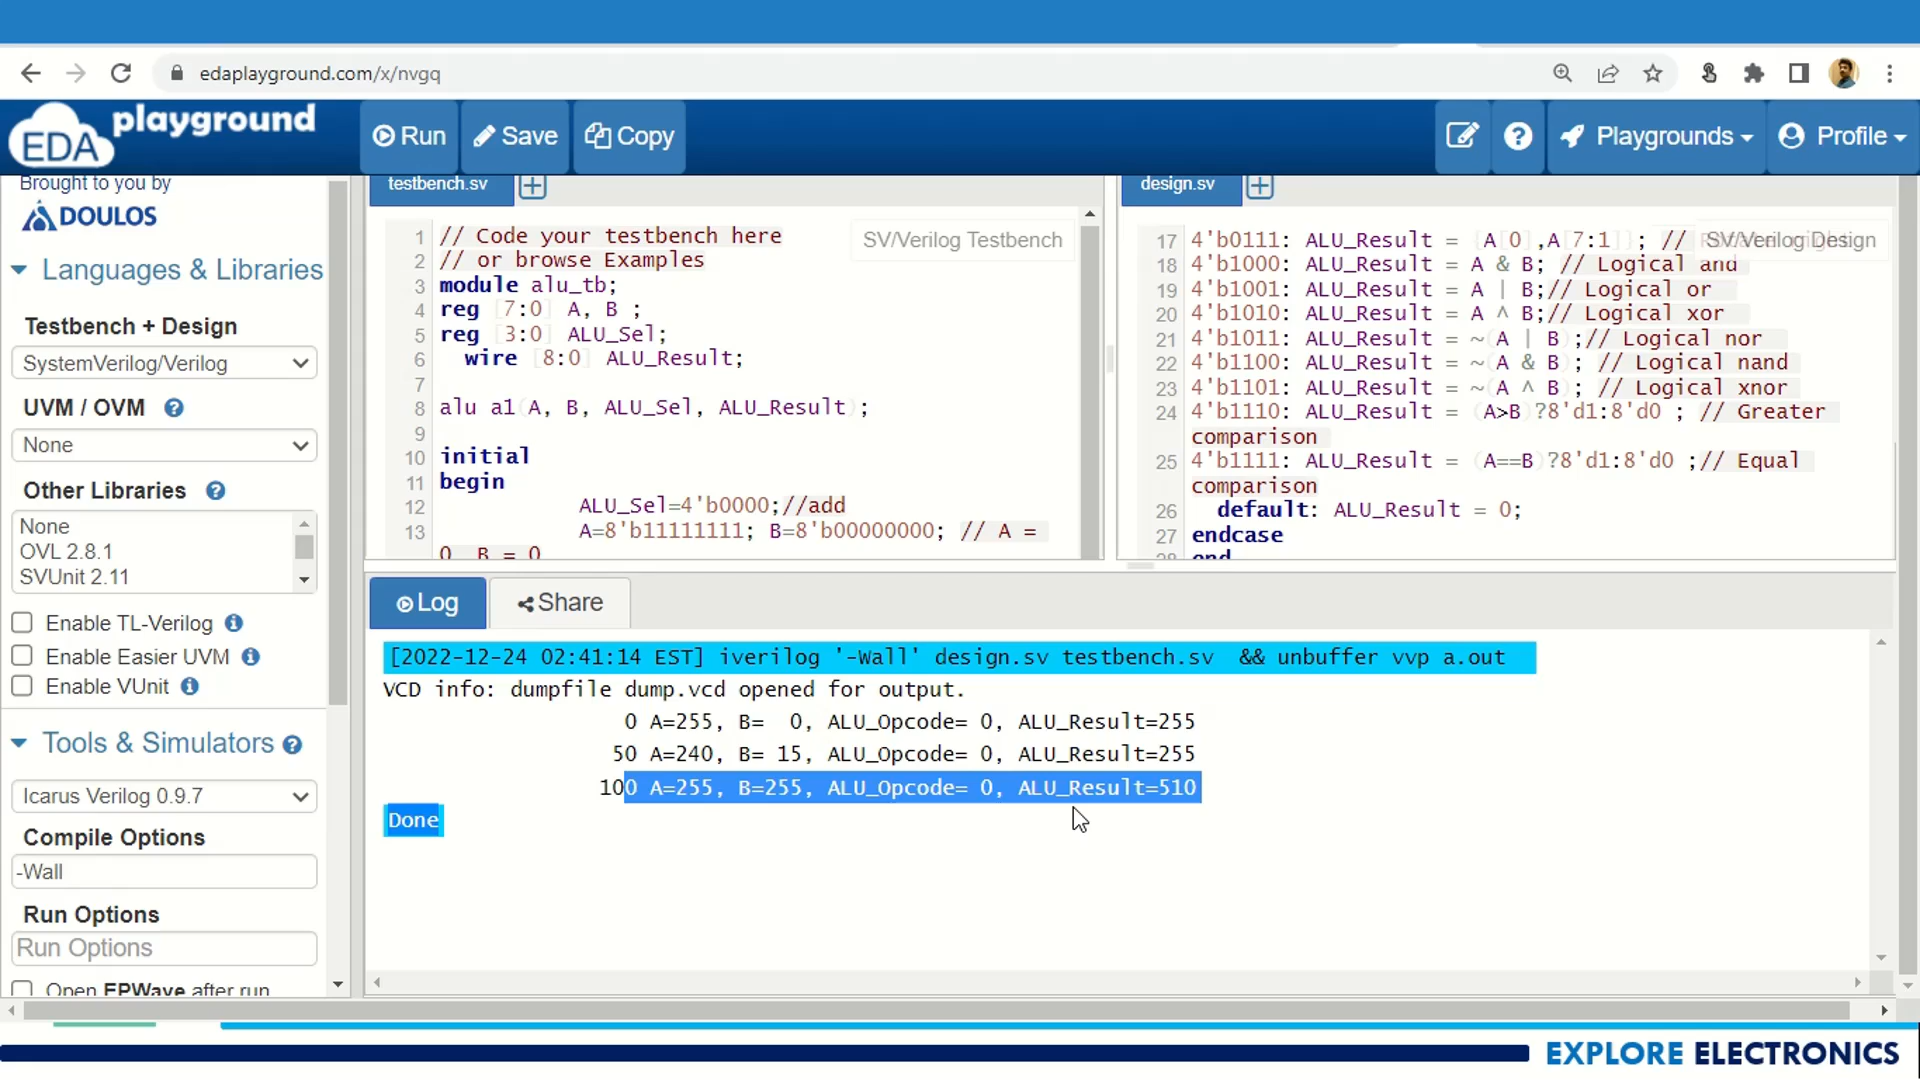 edaplayground.com/x/nvgq
EDA playground
Run
Save
Copy
Playgrounds
Profile
Brought to you by
DOULOS
Languages & Libraries
Testbench + Design
SystemVerilog/Verilog
UVM / OVM
None
Other Libraries
None
OVL 2.8.1
SVUnit 2.11
Enable TL-Verilog
Enable Easier UVM
Enable VUnit
Tools & Simulators
Icarus Verilog 0.9.7
Compile Options
-Wall
Run Options
Run Options
Open EPWave after run
testbench.sv
SV/Verilog Testbench
1 // Code your testbench here
2 // or browse Examples
3 module alu_tb;
4 reg [7:0] A, B ;
5 reg [3:0] ALU_Sel;
6 wire [8:0] ALU_Result;
7
8 alu a1(A, B, ALU_Sel, ALU_Result);
9
10 initial
11 begin
12 ALU_Sel=4'b0000;//add
13 A=8'b11111111; B=8'b00000000; // A =
0, B = 0
design.sv
SV/Verilog Design
17 4'b0111: ALU_Result = {A[0],A[7:1]}; //
18 4'b1000: ALU_Result = A & B; // Logical and
19 4'b1001: ALU_Result = A | B;// Logical or
20 4'b1010: ALU_Result = A ^ B;// Logical xor
21 4'b1011: ALU_Result = ~(A | B);// Logical nor
22 4'b1100: ALU_Result = ~(A & B); // Logical nand
23 4'b1101: ALU_Result = ~(A ^ B); // Logical xnor
24 4'b1110: ALU_Result = (A>B)?8'd1:8'd0 ; // Greater
comparison
25 4'b1111: ALU_Result = (A==B)?8'd1:8'd0 ;// Equal
comparison
26 default: ALU_Result = 0;
27 endcase
28 end
Log
Share
[2022-12-24 02:41:14 EST] iverilog '-Wall' design.sv testbench.sv && unbuffer vvp a.out
VCD info: dumpfile dump.vcd opened for output.
0 A=255, B= 0, ALU_Opcode= 0, ALU_Result=255
50 A=240, B= 15, ALU_Opcode= 0, ALU_Result=255
100 A=255, B=255, ALU_Opcode= 0, ALU_Result=510
Done
EXPLORE ELECTRONICS